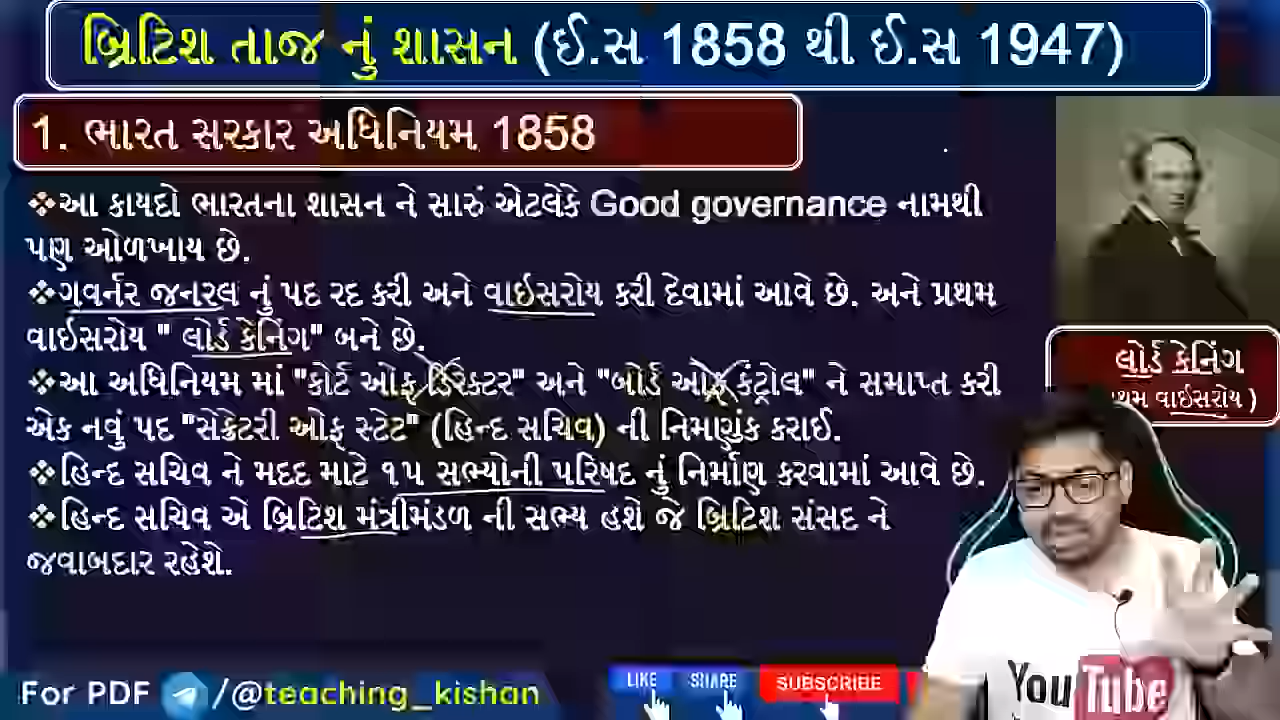 બ્રિટિશ તાજ નું શાસન (ઈ.સ 1858 થી ઈ.સ 1947)
1. ભારત સરકાર અધિનિયમ 1858
❖આ કાયદો ભારતના શાસન ને સારું એટલેકે Good governance નામથી
પણ ઓળખાય છે.
❖ગવર્નર જનરલ નું પદ રદ કરી અને વાઇસરોય કરી દેવામાં આવે છે. અને પ્રથમ
વાઇસરોય " લોર્ડ કેનિંગ" બને છે.
❖આ અધિનિયમ માં "કોર્ટ ઓફ ડિરેક્ટર" અને "બોર્ડ ઓફ કંટ્રોલ" ને સમાપ્ત કરી
એક નવું પદ "સેક્રેટરી ઓફ સ્ટેટ" (હિન્દ સચિવ) ની નિમણુંક કરાઈ.
❖હિન્દ સચિવ ને મદદ માટે ૧૫ સભ્યોની પરિષદ નું નિર્માણ કરવામાં આવે છે.
❖હિન્દ સચિવ એ બ્રિટિશ મંત્રીમંડળ ની સભ્ય હશે જે બ્રિટિશ સંસદ ને
જવાબદાર રહેશે.
લોર્ડ કેનિંગ
વાઇસરોય )
For PDF /@teaching_kishan
LIKE SHARE SUBSCRIBE
YouTube